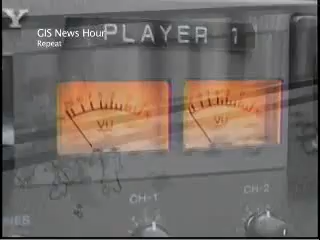 Y
PLAYER 1
GIS News Hour
Repeat
VU
VU
CH-1
CH-2